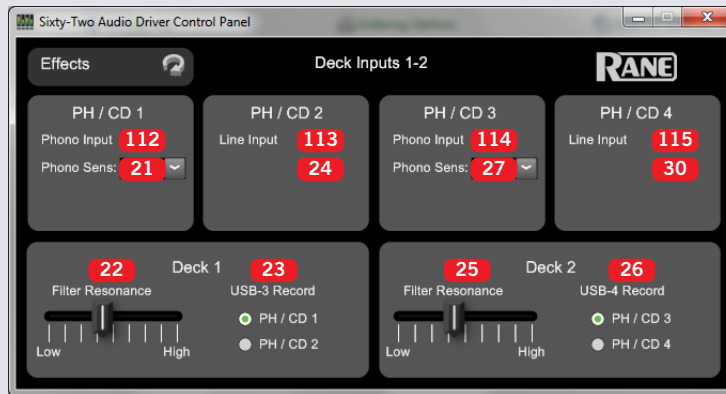 Sixty-Two Audio Driver Control Panel
Effects
Deck Inputs 1-2
RANE
PH / CD 1
Phono Input 112
Phono Sens: 21
PH / CD 2
Line Input 113
24
PH / CD 3
Phono Input 114
Phono Sens: 27
PH / CD 4
Line Input 115
30
22 Deck 1 23
Filter Resonance USB-3 Record
PH / CD 1
PH / CD 2
Low High
25 Deck 2 26
Filter Resonance USB-4 Record
PH / CD 3
PH / CD 4
Low High